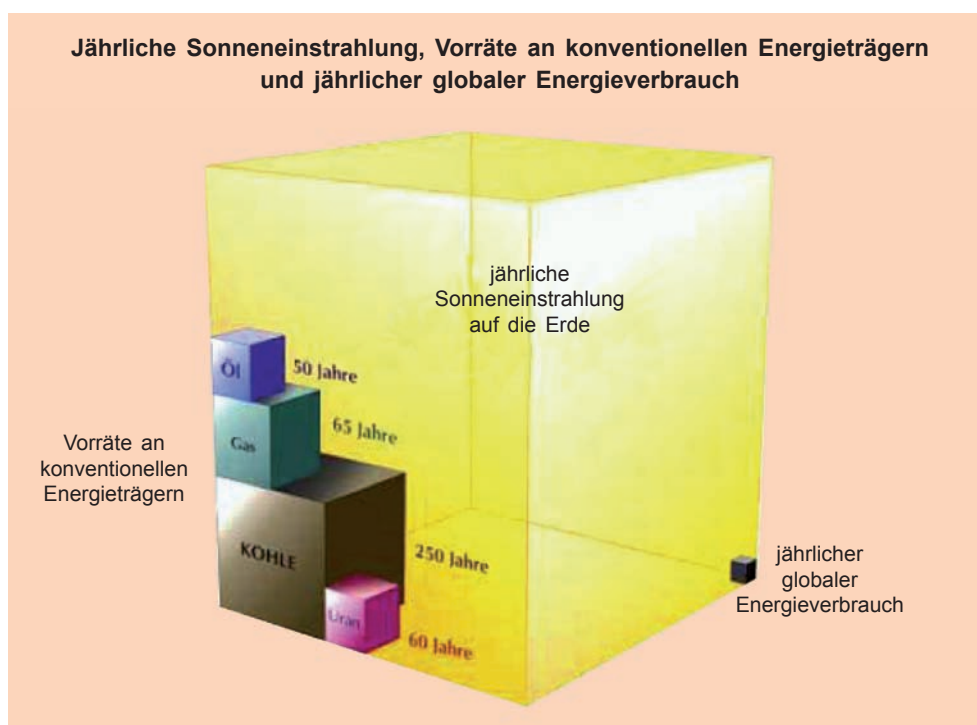 Jährliche Sonneneinstrahlung, Vorräte an konventionellen Energieträgern
und jährlicher globaler Energieverbrauch
jährliche
Sonneneinstrahlung
auf die Erde
Öl
50 Jahre
Gas
65 Jahre
Vorräte an
konventionellen
Energieträgern
KOHLE
250 Jahre
Uran
60 Jahre
jährlicher
globaler
Energieverbrauch